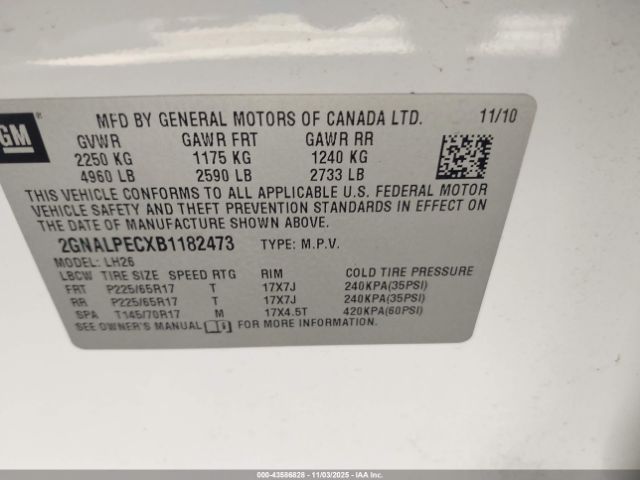 GM
MFD BY GENERAL MOTORS OF CANADA LTD. 11/10
GVWR GAWR FRT GAWR RR
2250 KG 1175 KG 1240 KG
4960 LB 2590 LB 2733 LB
THIS VEHICLE CONFORMS TO ALL APPLICABLE U.S. FEDERAL MOTOR
VEHICLE SAFETY AND THEFT PREVENTION STANDARDS IN EFFECT ON
THE DATE OF MANUFACTURE SHOWN ABOVE.
2GNALPECXB1182473 TYPE: M.P.V.
MODEL: LH26
LBCW TIRE SIZE SPEED RTG RIM COLD TIRE PRESSURE
FRT P225/65R17 T 17X7J 240KPA(35PSI)
RR P225/65R17 T 17X7J 240KPA(35PSI)
SPA T145/70R17 M 17X4.5T 420KPA(60PSI)
SEE OWNER'S MANUAL FOR MORE INFORMATION.
000-43586828 - 11/03/2025 - IAAI.COM